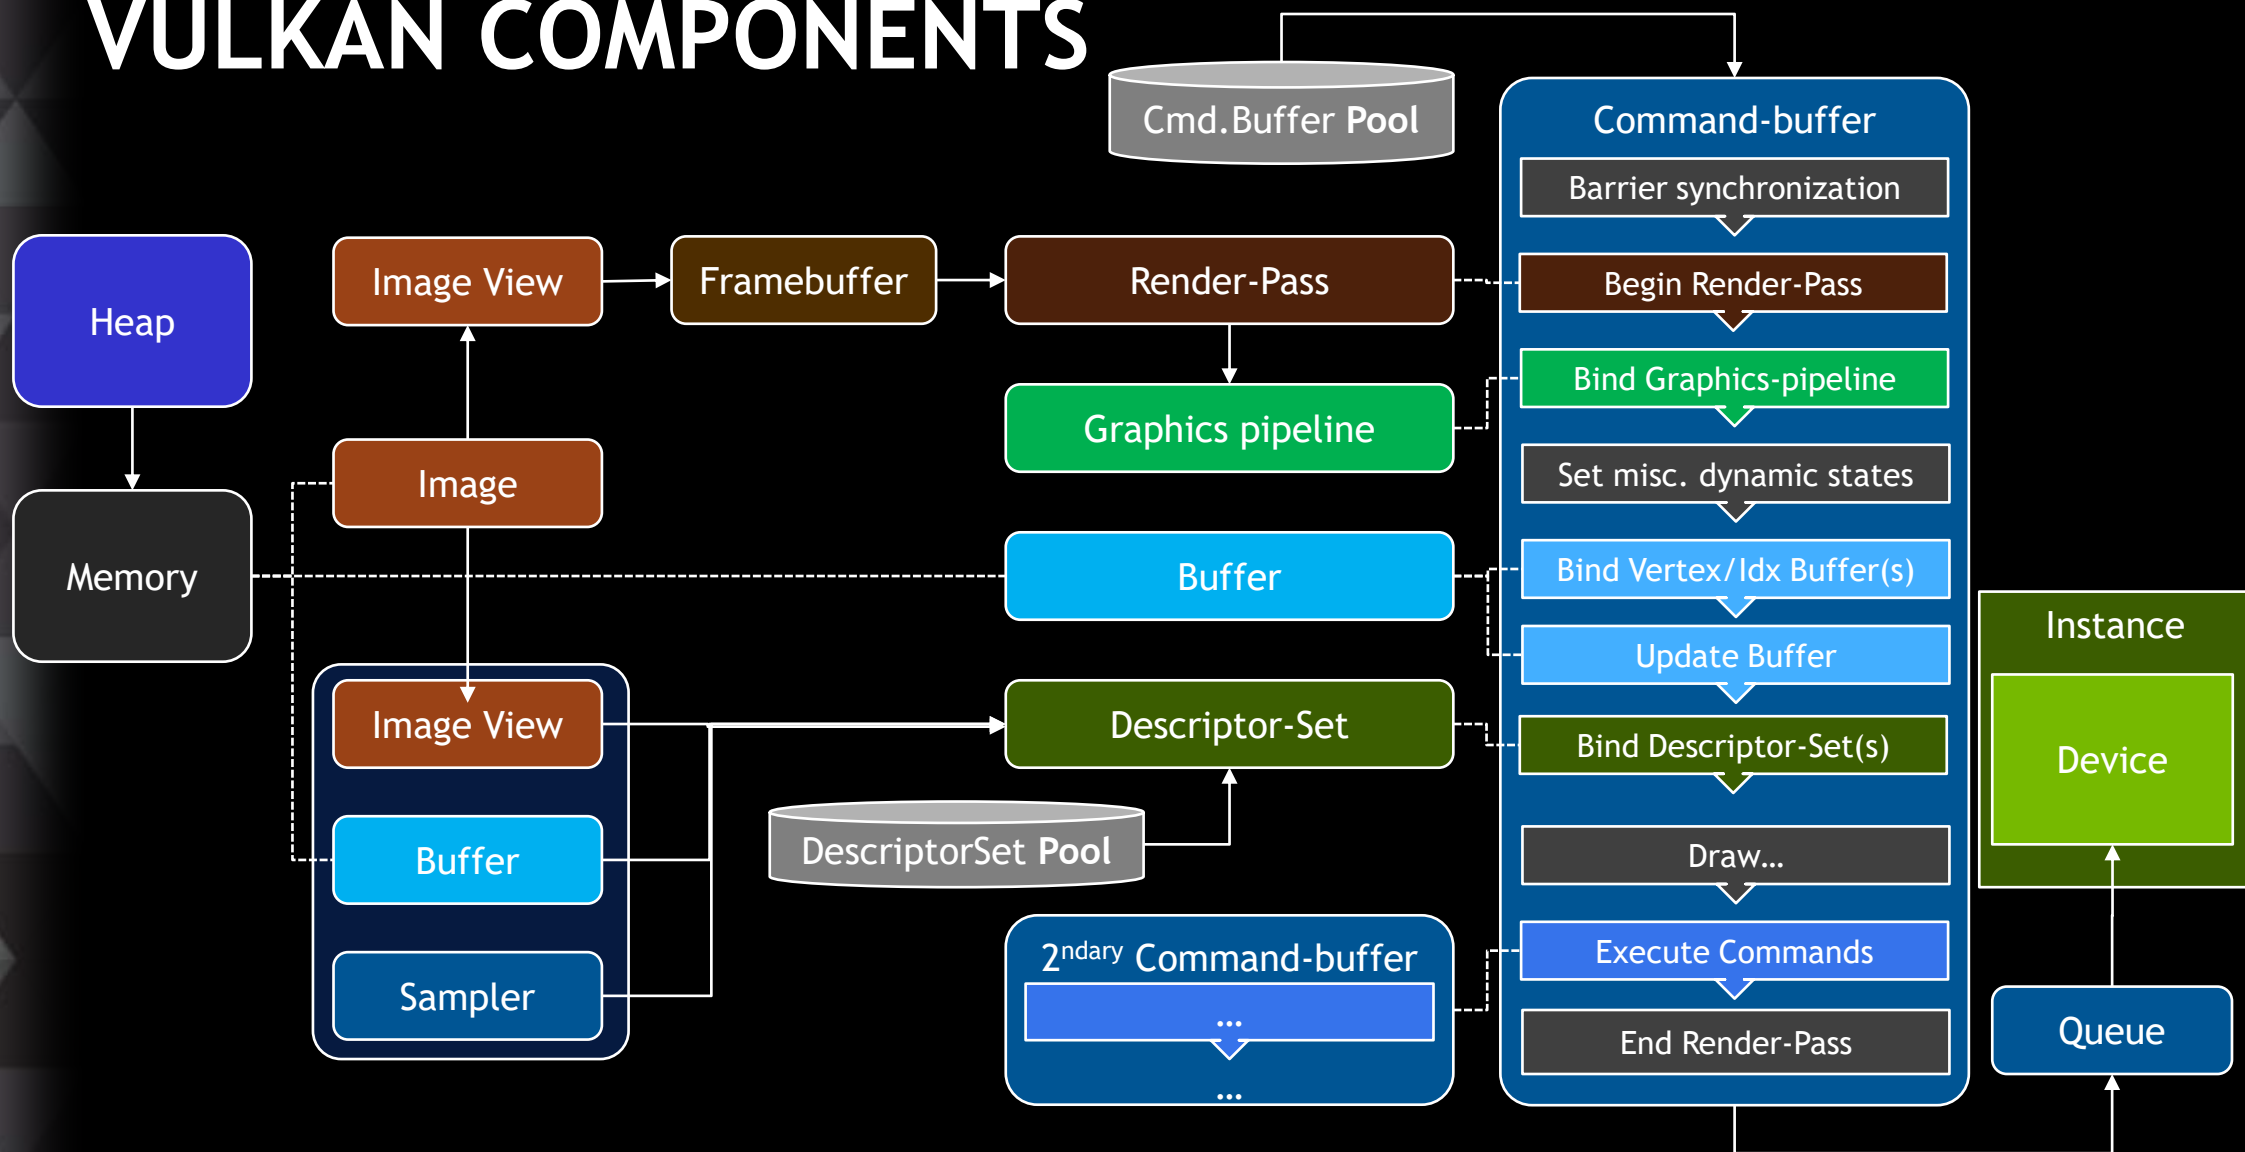 VULKAN COMPONENTS
Cmd.Buffer Pool
Command-buffer
Barrier synchronization
Heap
Image View
Framebuffer
Render-Pass
Begin Render-Pass
Graphics pipeline
Bind Graphics-pipeline
Image
Set misc. dynamic states
Memory
Buffer
Bind Vertex/Idx Buffer(s)
Update Buffer
Instance
Image View
Descriptor-Set
Bind Descriptor-Set(s)
Device
Buffer
DescriptorSet Pool
Draw…
2ndary Command-buffer
Execute Commands
Sampler
…
Queue
End Render-Pass
…